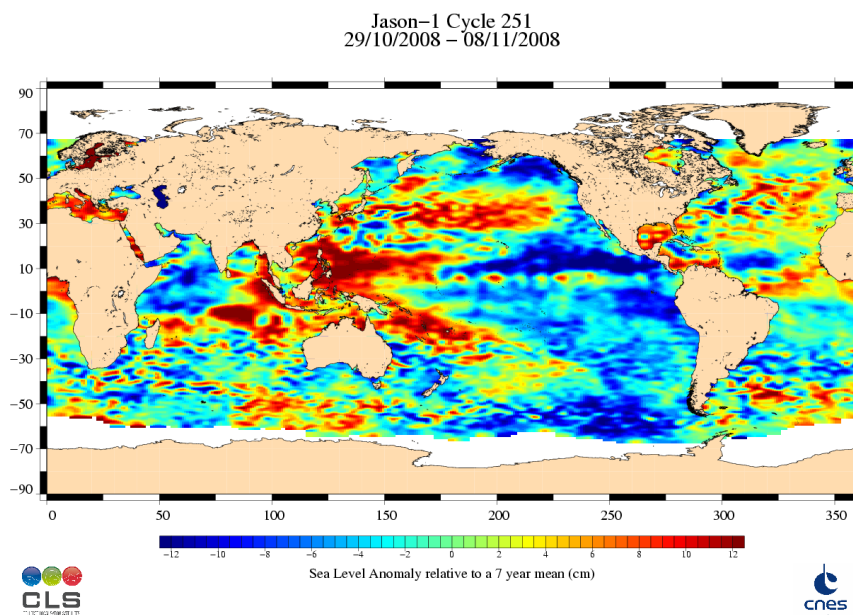 Jason−1 Cycle 251
29/10/2008 − 08/11/2008
90
70
50
30
10
−10
−30
−50
−70
−90
0 50 100 150 200 250 300 350
−12 −10 −8 −6 −4 −2 0 2 4 6 8 10 12
Sea Level Anomaly relative to a 7 year mean (cm)
CLS
cnes